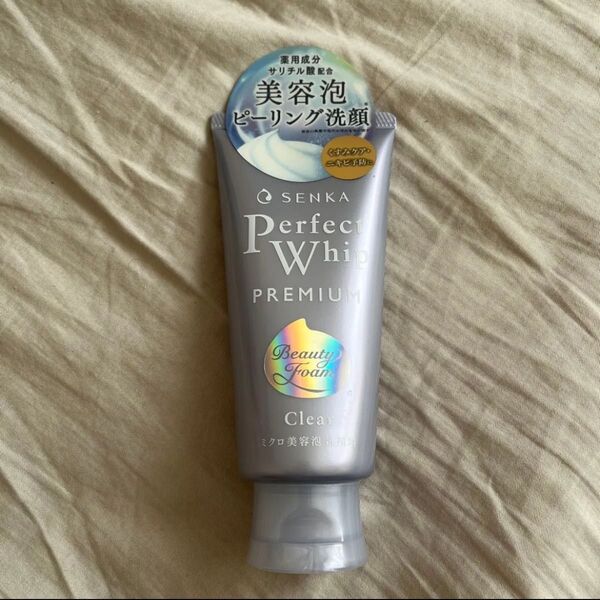 薬用成分
サリチル酸配合
美容泡
ピーリング洗顔
くすみケア・
ニキビ予防に
SENKA
Perfect
Whip
PREMIUM
Beauty
Foam
Clear
ミクロ美容泡